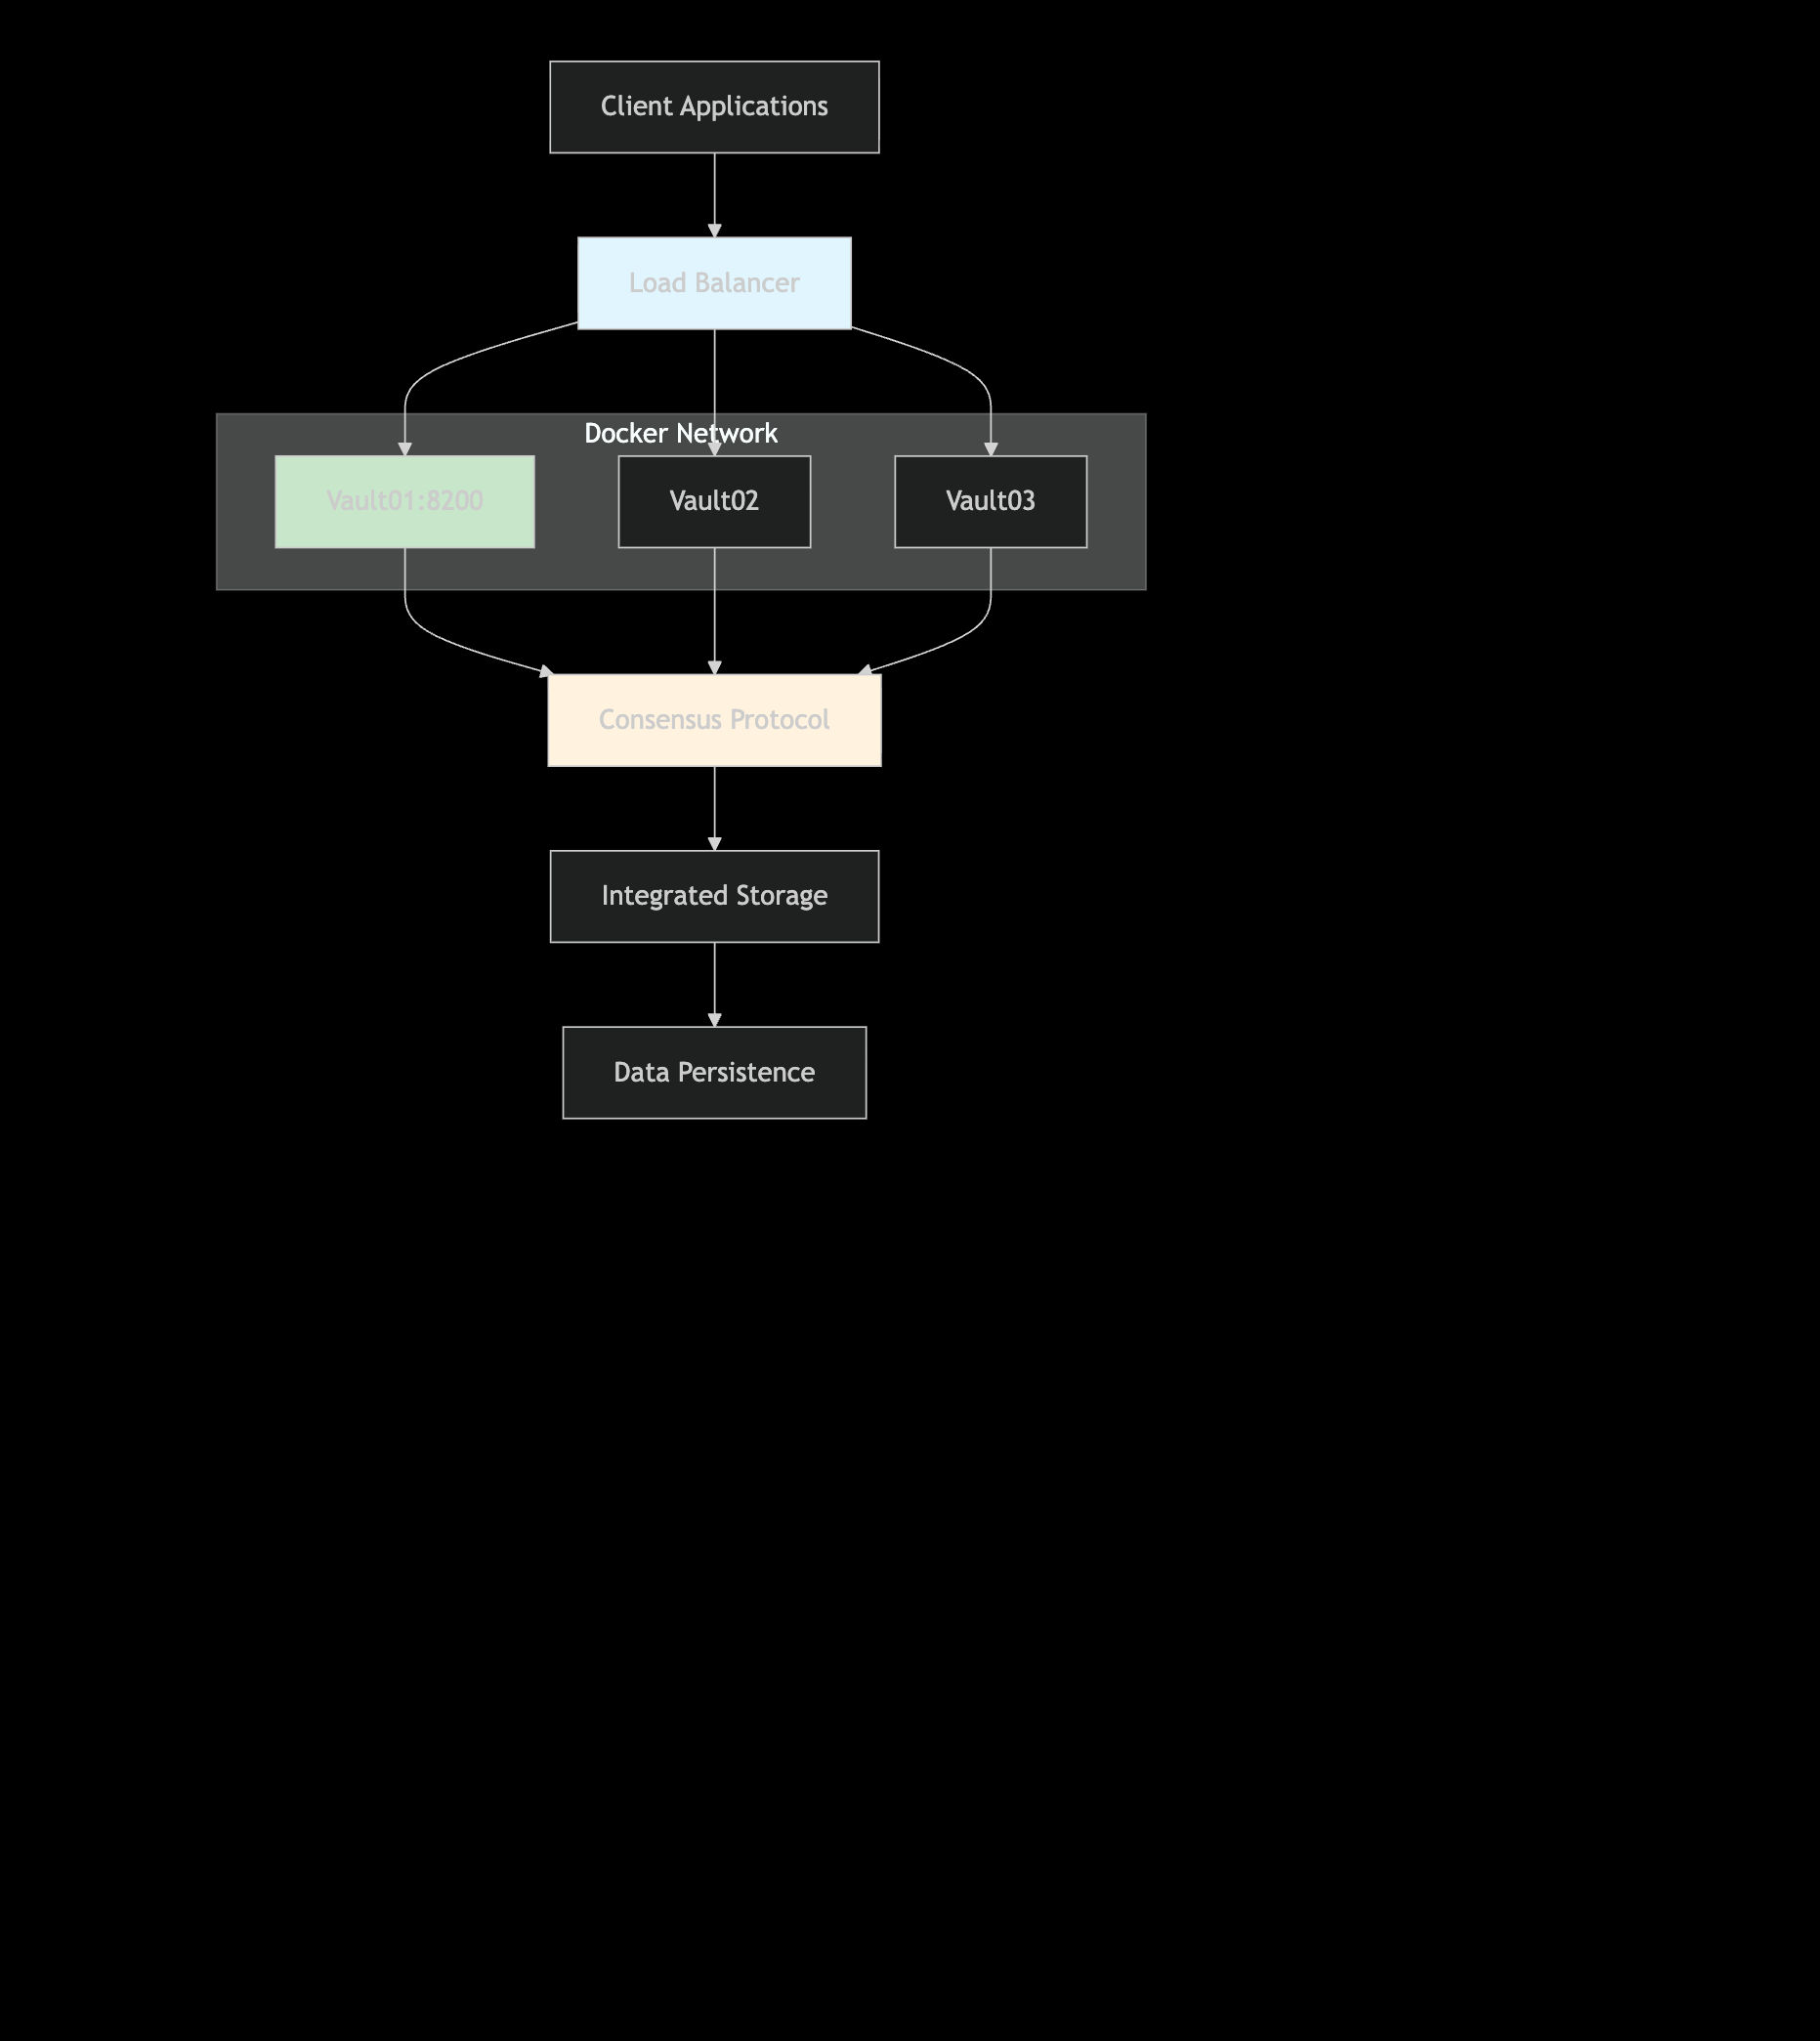 Client Applications
Load Balancer
Docker Network
Vault01:8200
Vault02
Vault03
Consensus Protocol
Integrated Storage
Data Persistence